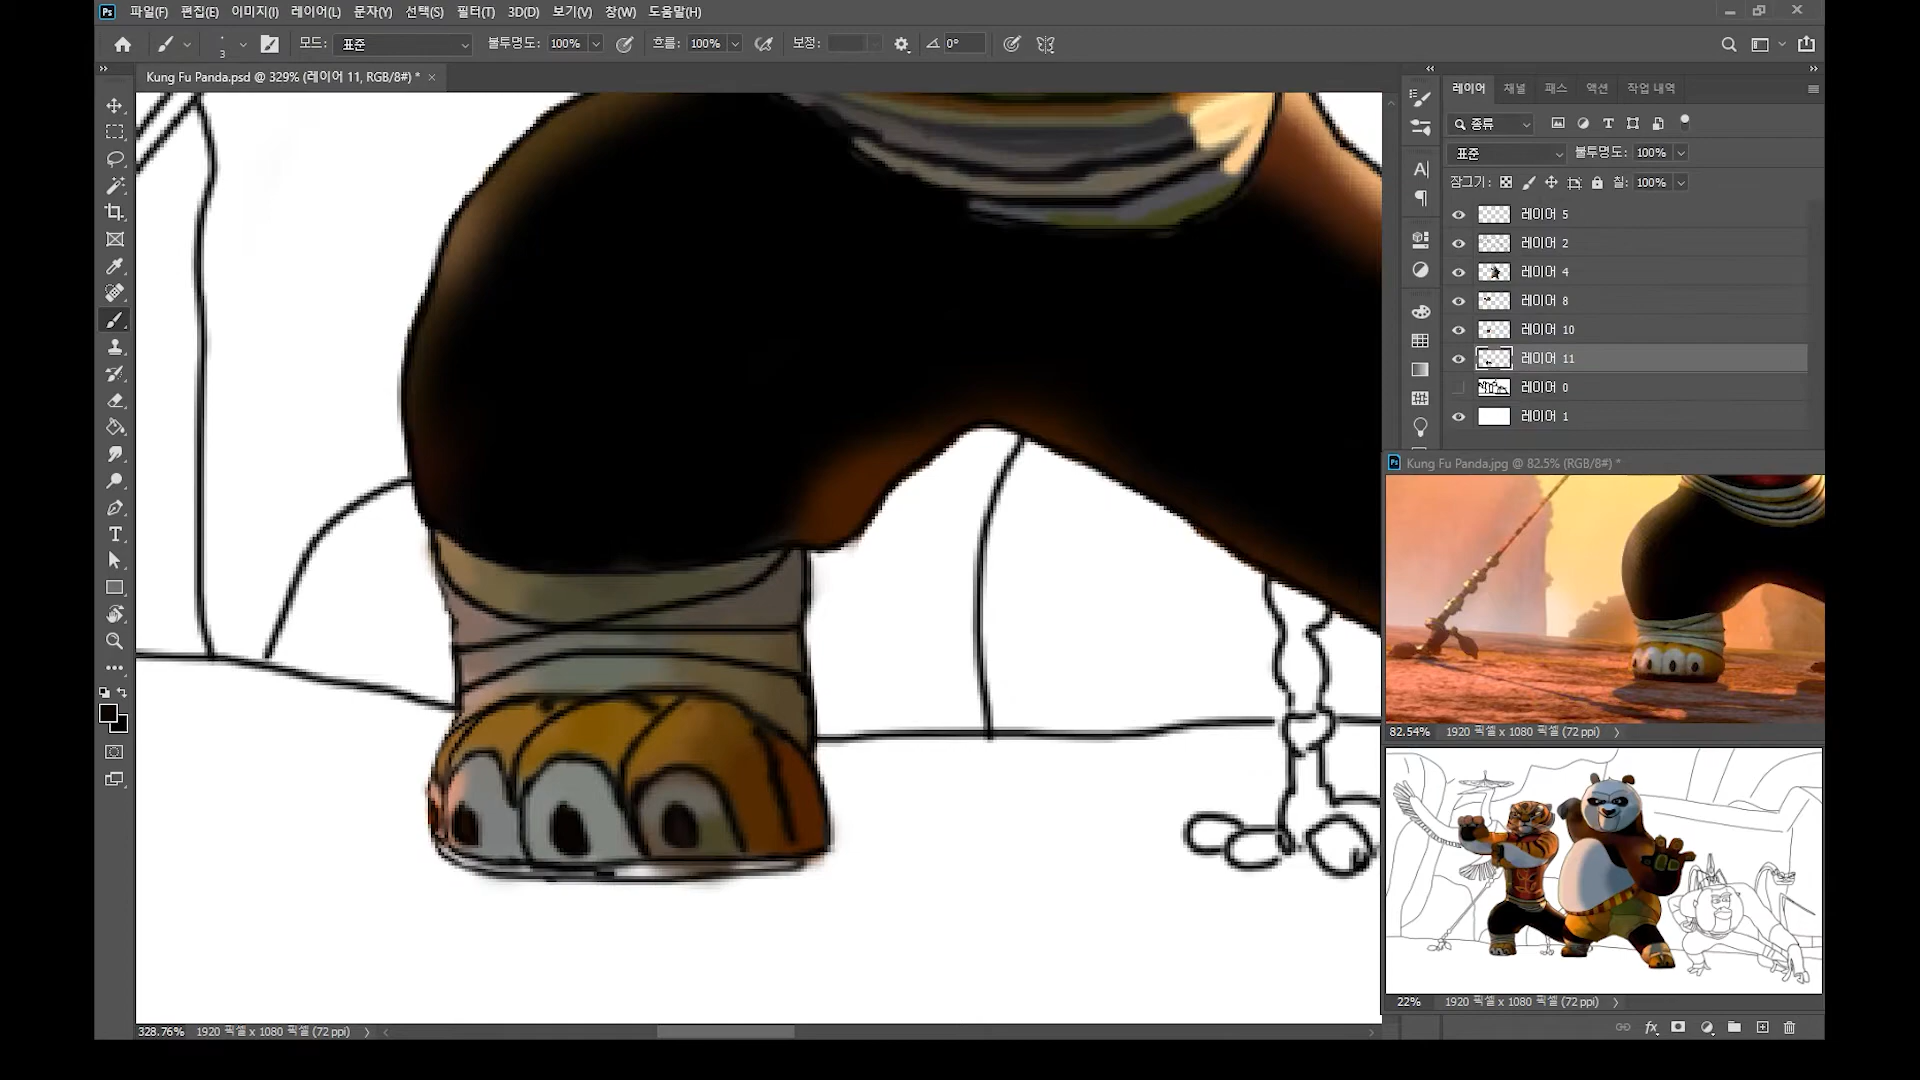 Ps 파일(F) 편집(E) 이미지(I) 레이어(L) 문자(Y) 선택(S) 필터(T) 3D(D) 보기(V) 창(W) 도움말(H)
3 모드: 표준 불투명도: 100% 흐름: 100% 보정: 0°
Kung Fu Panda.psd @ 329% (레이어 11, RGB/8#) *
레이어 채널 패스 액션 작업 내역
종류
표준 불투명도: 100%
잠그기: 칠: 100%
레이어 5
레이어 2
레이어 4
레이어 8
레이어 10
레이어 11
레이어 0
레이어 1
Ps Kung Fu Panda.jpg @ 82.5% (RGB/8#) *
82.54% 1920 픽셀 x 1080 픽셀 (72 ppi)
22% 1920 픽셀 x 1080 픽셀 (72 ppi)
328.76% 1920 픽셀 x 1080 픽셀 (72 ppi)
fx